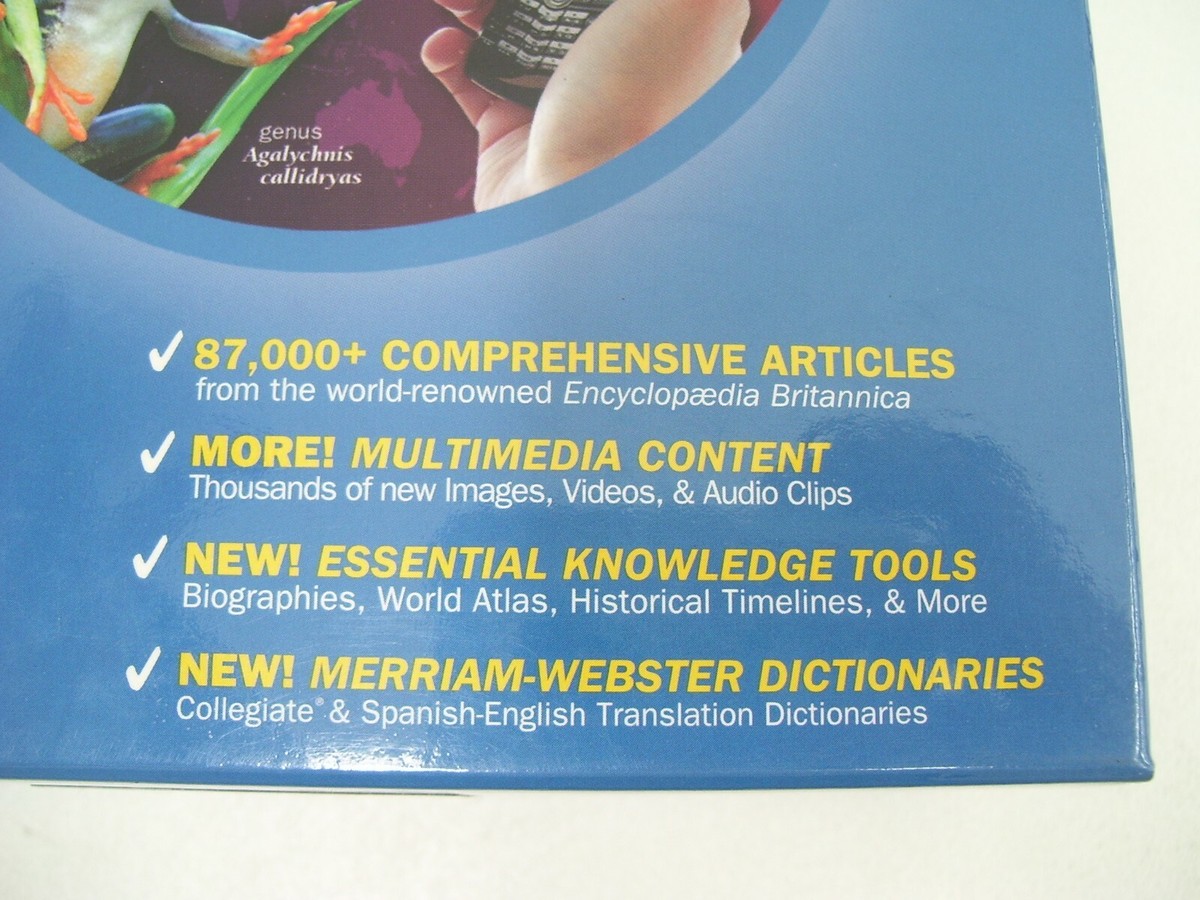 genus
Agalychnis
callidryas
87,000+ COMPREHENSIVE ARTICLES
from the world-renowned Encyclopædia Britannica
MORE! MULTIMEDIA CONTENT
Thousands of new Images, Videos, & Audio Clips
NEW! ESSENTIAL KNOWLEDGE TOOLS
Biographies, World Atlas, Historical Timelines, & More
NEW! MERRIAM-WEBSTER DICTIONARIES
Collegiate® & Spanish-English Translation Dictionaries